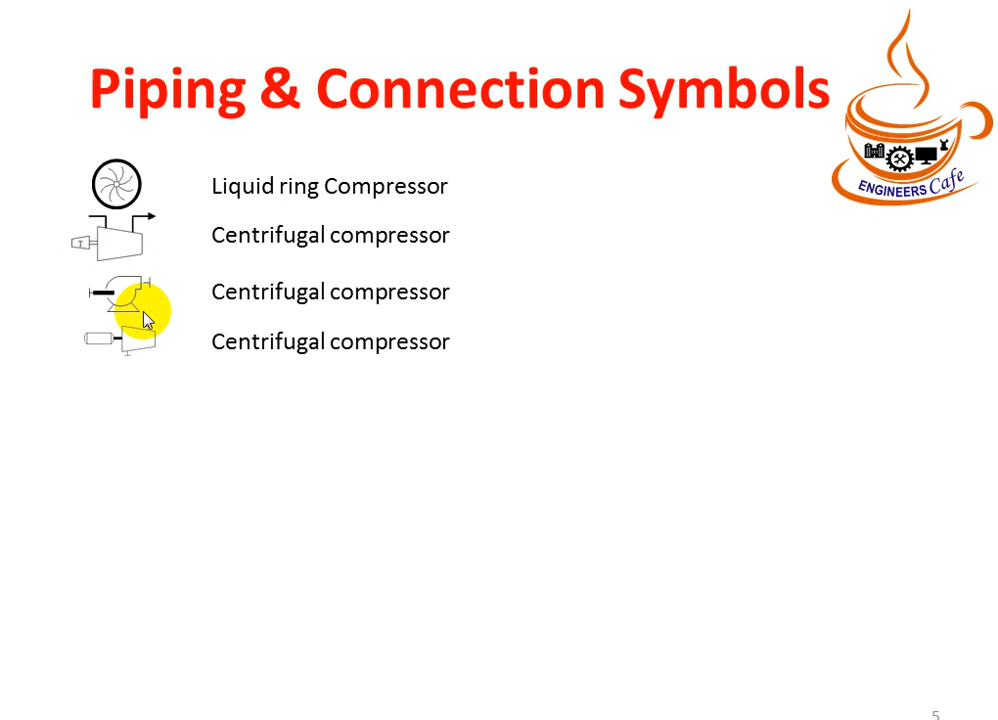 Piping & Connection Symbols
ENGINEERS Cafe
Liquid ring Compressor
T
Centrifugal compressor
Centrifugal compressor
Centrifugal compressor
5